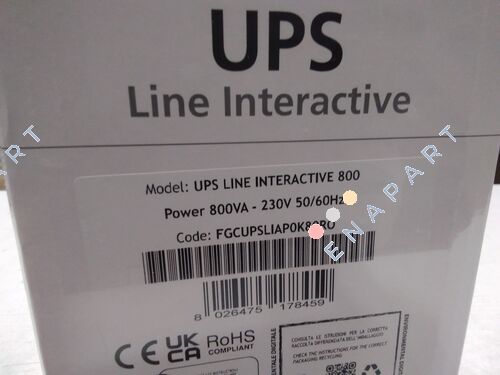 UPS
Line Interactive
Model: UPS LINE INTERACTIVE 800
Power 800VA - 230V 50/60Hz
Code:
8 026475 178459
CE UK CA RoHS
COMPLIANT
CONSULTA LE ISTRUZIONI PER LA CORRETTA
RACCOLTA DIFFERENZIATA DELL'IMBALLAGGIO
CHECK THE INSTRUCTIONS FOR THE CORRECT
PACKAGING RECYCLING
ENAPART